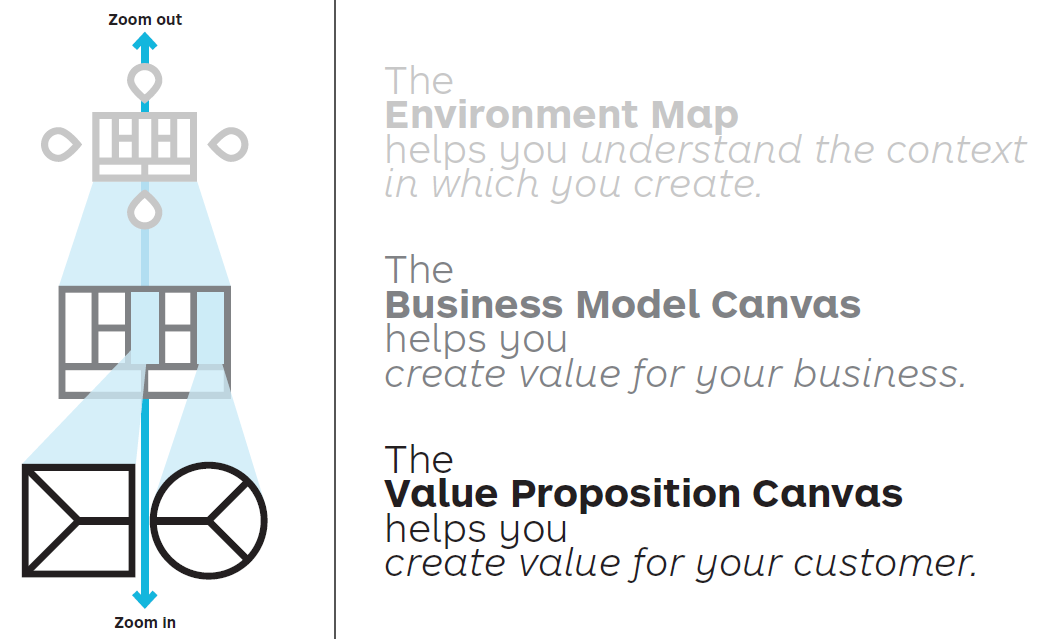 Zoom out
The
Environment Map
helps you understand the context
in which you create.
The
Business Model Canvas
helps you
create value for your business.
The
Value Proposition Canvas
helps you
create value for your customer.
Zoom in